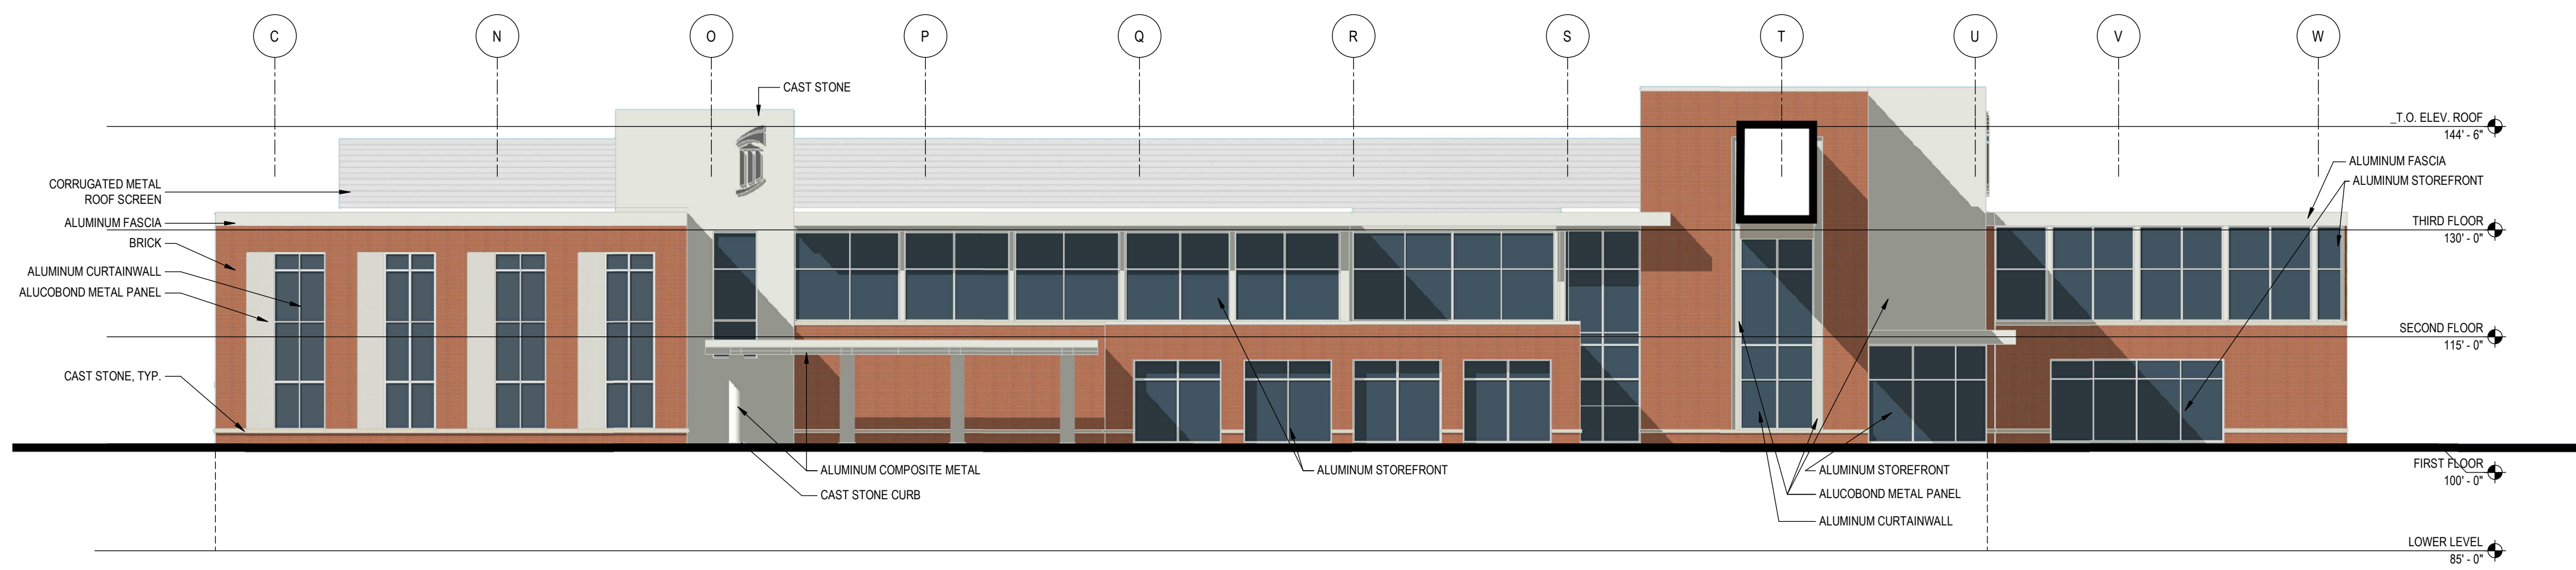 C
N
O
P
Q
R
S
T
U
V
W
CAST STONE
_T.O. ELEV. ROOF
144' - 6"
ALUMINUM FASCIA
ALUMINUM STOREFRONT
CORRUGATED METAL
ROOF SCREEN
ALUMINUM FASCIA
BRICK
ALUMINUM CURTAINWALL
ALUCOBOND METAL PANEL
CAST STONE, TYP.
THIRD FLOOR
130' - 0"
SECOND FLOOR
115' - 0"
ALUMINUM COMPOSITE METAL
CAST STONE CURB
ALUMINUM STOREFRONT
ALUMINUM STOREFRONT
ALUCOBOND METAL PANEL
ALUMINUM CURTAINWALL
FIRST FLOOR
100' - 0"
LOWER LEVEL
85' - 0"